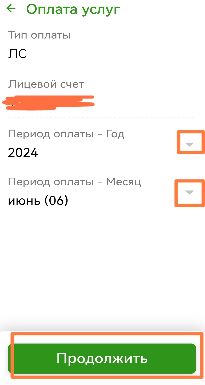 Оплата услуг
Тип оплаты
ЛС
Лицевой счет
Период оплаты - Год
2024
Период оплаты - Месяц
июнь (06)
Продолжить